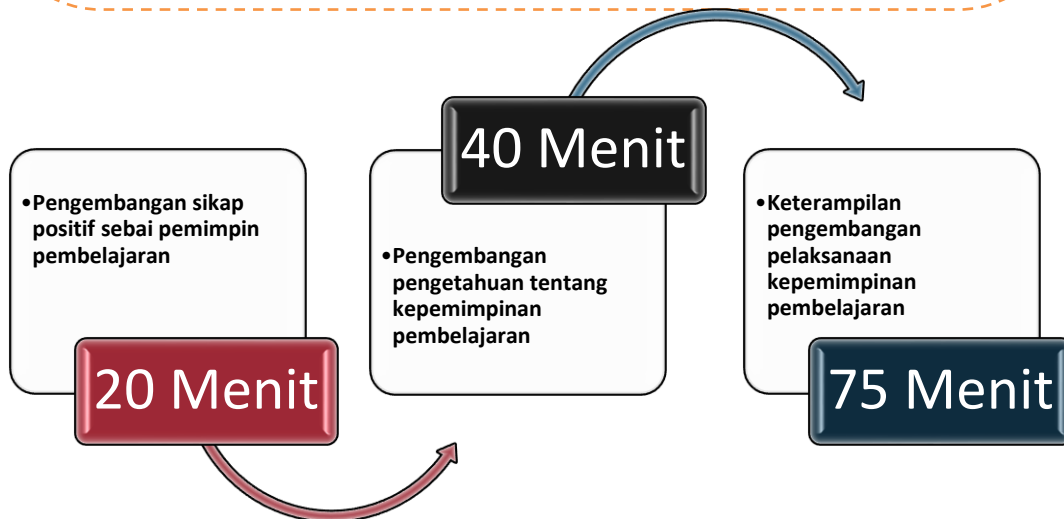 •Pengembangan sikap
positif sebai pemimpin
pembelajaran
20 Menit
40 Menit
•Pengembangan
pengetahuan tentang
kepemimpinan
pembelajaran
•Keterampilan
pengembangan
pelaksanaan
kepemimpinan
pembelajaran
75 Menit